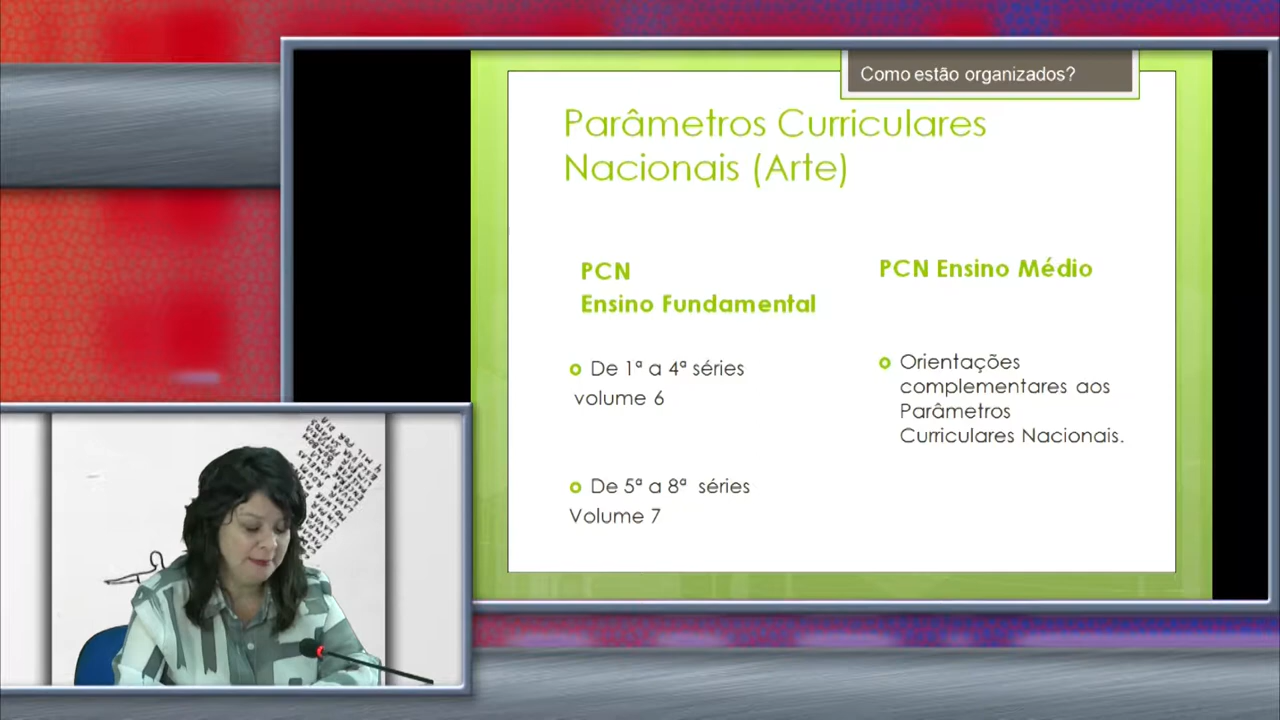 Como estão organizados?
Parâmetros Curriculares
Nacionais (Arte)
PCN
Ensino Fundamental
De 1ª a 4ª séries
volume 6
De 5ª a 8ª séries
Volume 7
PCN Ensino Médio
Orientações
complementares aos
Parâmetros
Curriculares Nacionais.